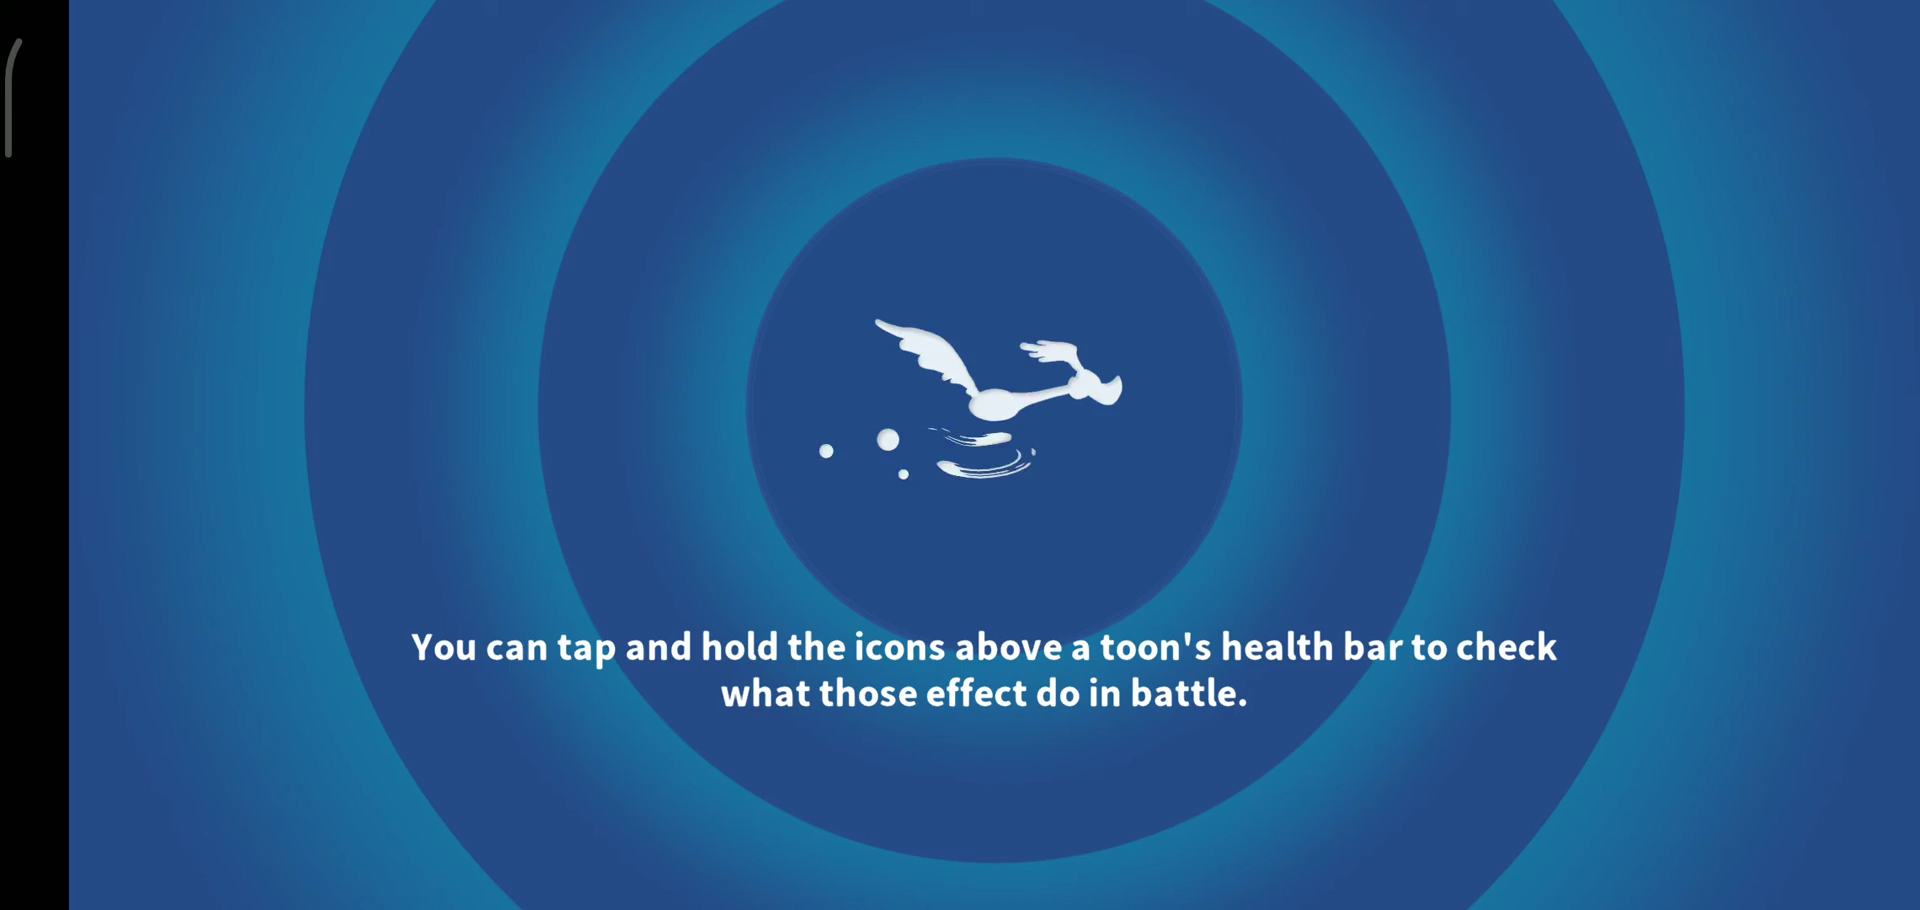 You can tap and hold the icons above a toon's health bar to check
what those effect do in battle.